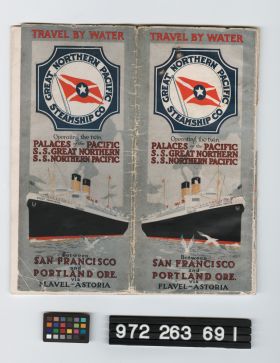 TRAVEL BY WATER
GREAT NORTHERN PACIFIC
STEAMSHIP CO
Operating the twin
PALACES of the PACIFIC
S.S. GREAT NORTHERN
S.S. NORTHERN PACIFIC
Between
SAN FRANCISCO
and
PORTLAND ORE.
via
FLAVEL-ASTORIA
TRAVEL BY WATER
GREAT NORTHERN PACIFIC
STEAMSHIP CO
Operating the twin
PALACES of the PACIFIC
S.S. GREAT NORTHERN
S.S. NORTHERN PACIFIC
Between
SAN FRANCISCO
and
PORTLAND ORE.
via
FLAVEL-ASTORIA
972 263 69 1